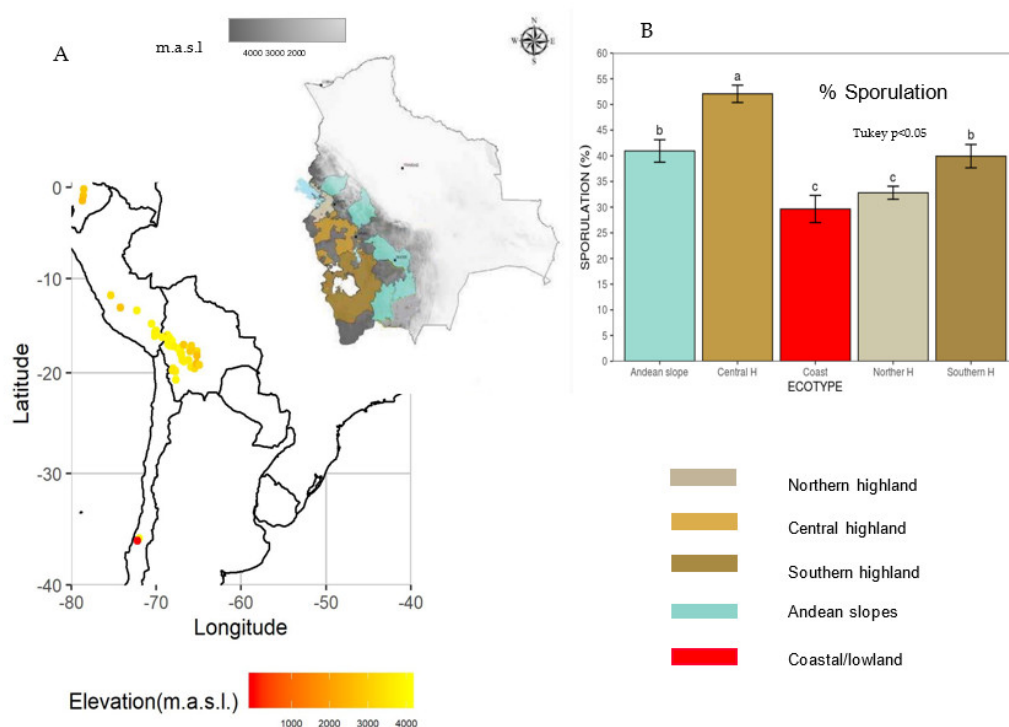 A
m.a.s.l
4000 3000 2000
N
W E
S
0
-10
-20
-30
-40
Latitude
-80 -70 -60 -50 -40
Longitude
Elevation(m.a.s.l.)
1000 2000 3000 4000
B
% Sporulation
Tukey p<0.05
SPORULATION (%)
60
55
50
45
40
35
30
25
20
15
10
5
0
b
a
c
c
b
Andean slope Central H Coast Norther H Southern H
ECOTYPE
Northern highland
Central highland
Southern highland
Andean slopes
Coastal/lowland